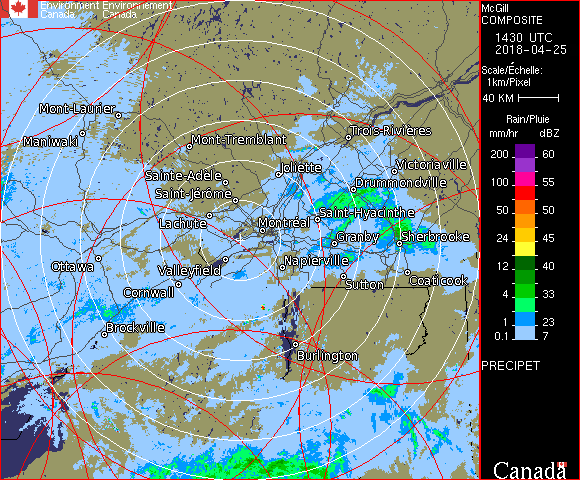 Environment Environnement
Canada Canada
McGill
COMPOSITE
1430 UTC
2018-04-25
Scale/Échelle:
1km/Pixel
40 KM
Rain/Pluie
mm/hr dBZ
200 60
100 55
50 50
24 45
12 40
4 33
1 23
0.1 7
PRECIPET
Canada
Mont-Laurier
Maniwaki
Mont-Tremblant
Trois-Rivières
Joliette
Victoriaville
Sainte-Adèle
Drummondville
Saint-Jérôme
Lachute
Saint-Hyacinthe
Montréal
Granby
Sherbrooke
Ottawa
Valleyfield
Napierville
Cornwall
Sutton
Coaticook
Brockville
Burlington